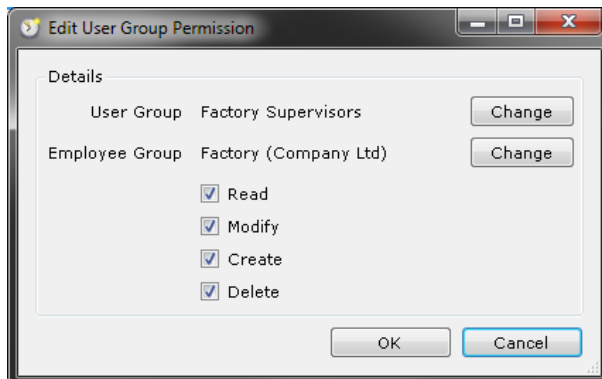 Edit User Group Permission
Details
User Group Factory Supervisors Change
Employee Group Factory (Company Ltd) Change
Read
Modify
Create
Delete
OK Cancel